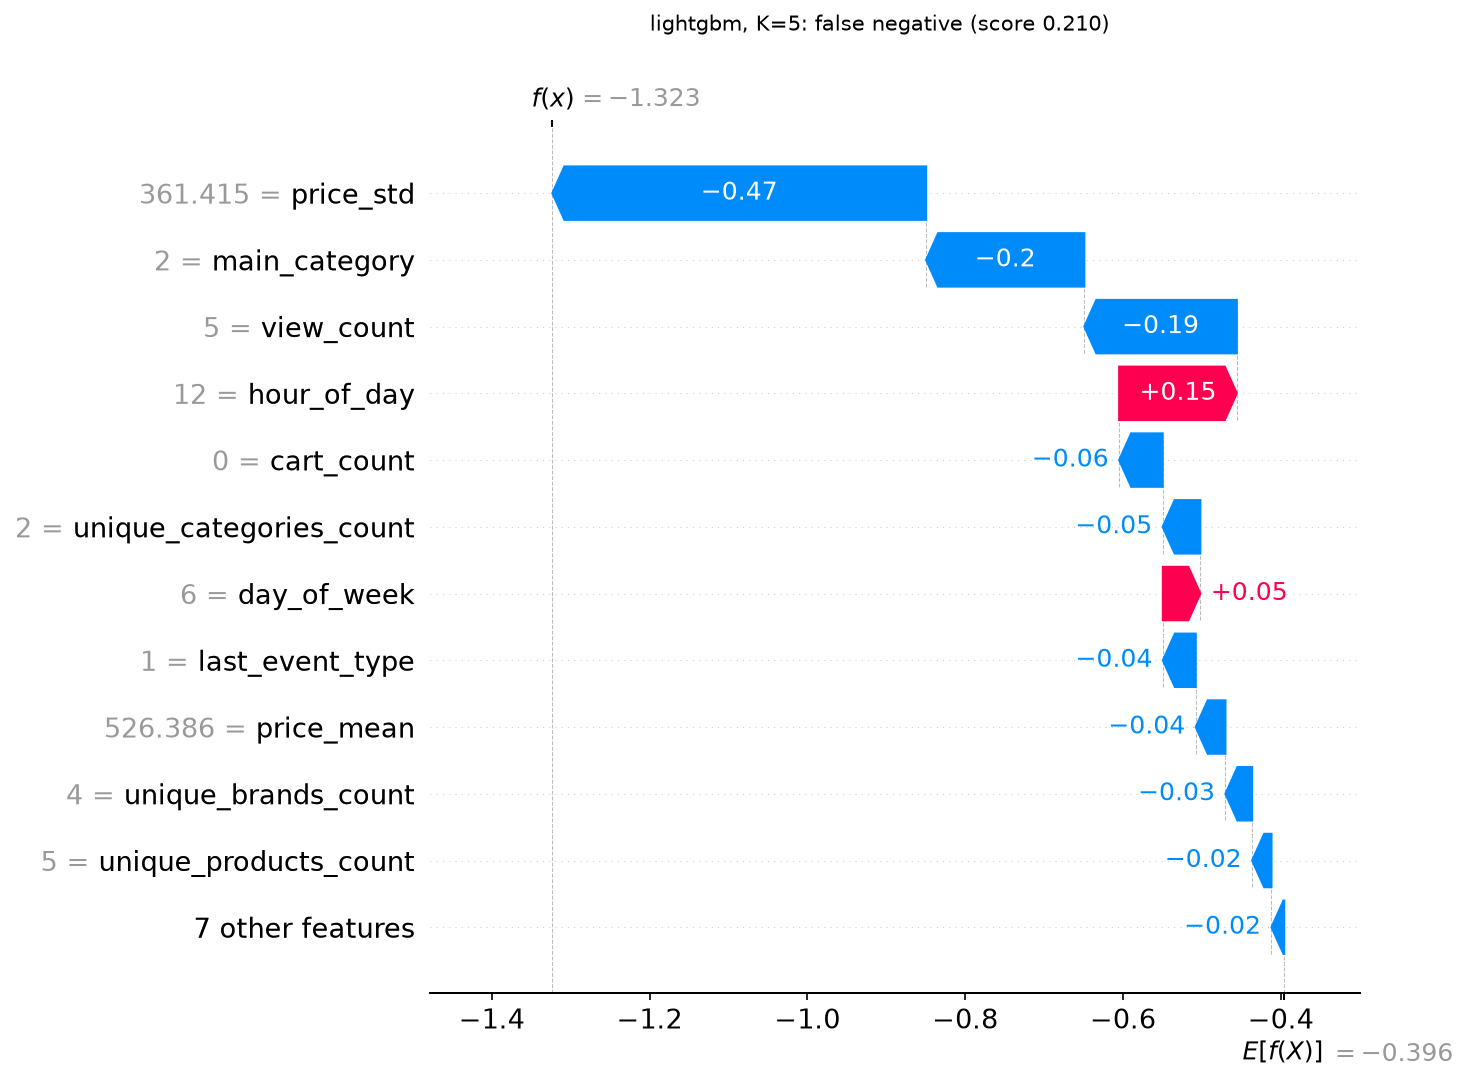 lightgbm, K=5: false negative (score 0.210)
f(x) = −1.323
361.415 = price_std −0.47
2 = main_category −0.2
5 = view_count −0.19
12 = hour_of_day +0.15
0 = cart_count −0.06
2 = unique_categories_count −0.05
6 = day_of_week +0.05
1 = last_event_type −0.04
526.386 = price_mean −0.04
4 = unique_brands_count −0.03
5 = unique_products_count −0.02
7 other features −0.02
−1.4 −1.2 −1.0 −0.8 −0.6 −0.4
E[f(X)] = −0.396